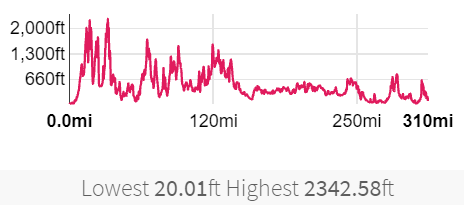 2,000ft
1,300ft
660ft
0.0mi 120mi 250mi 310mi
Lowest 20.01ft Highest 2342.58ft